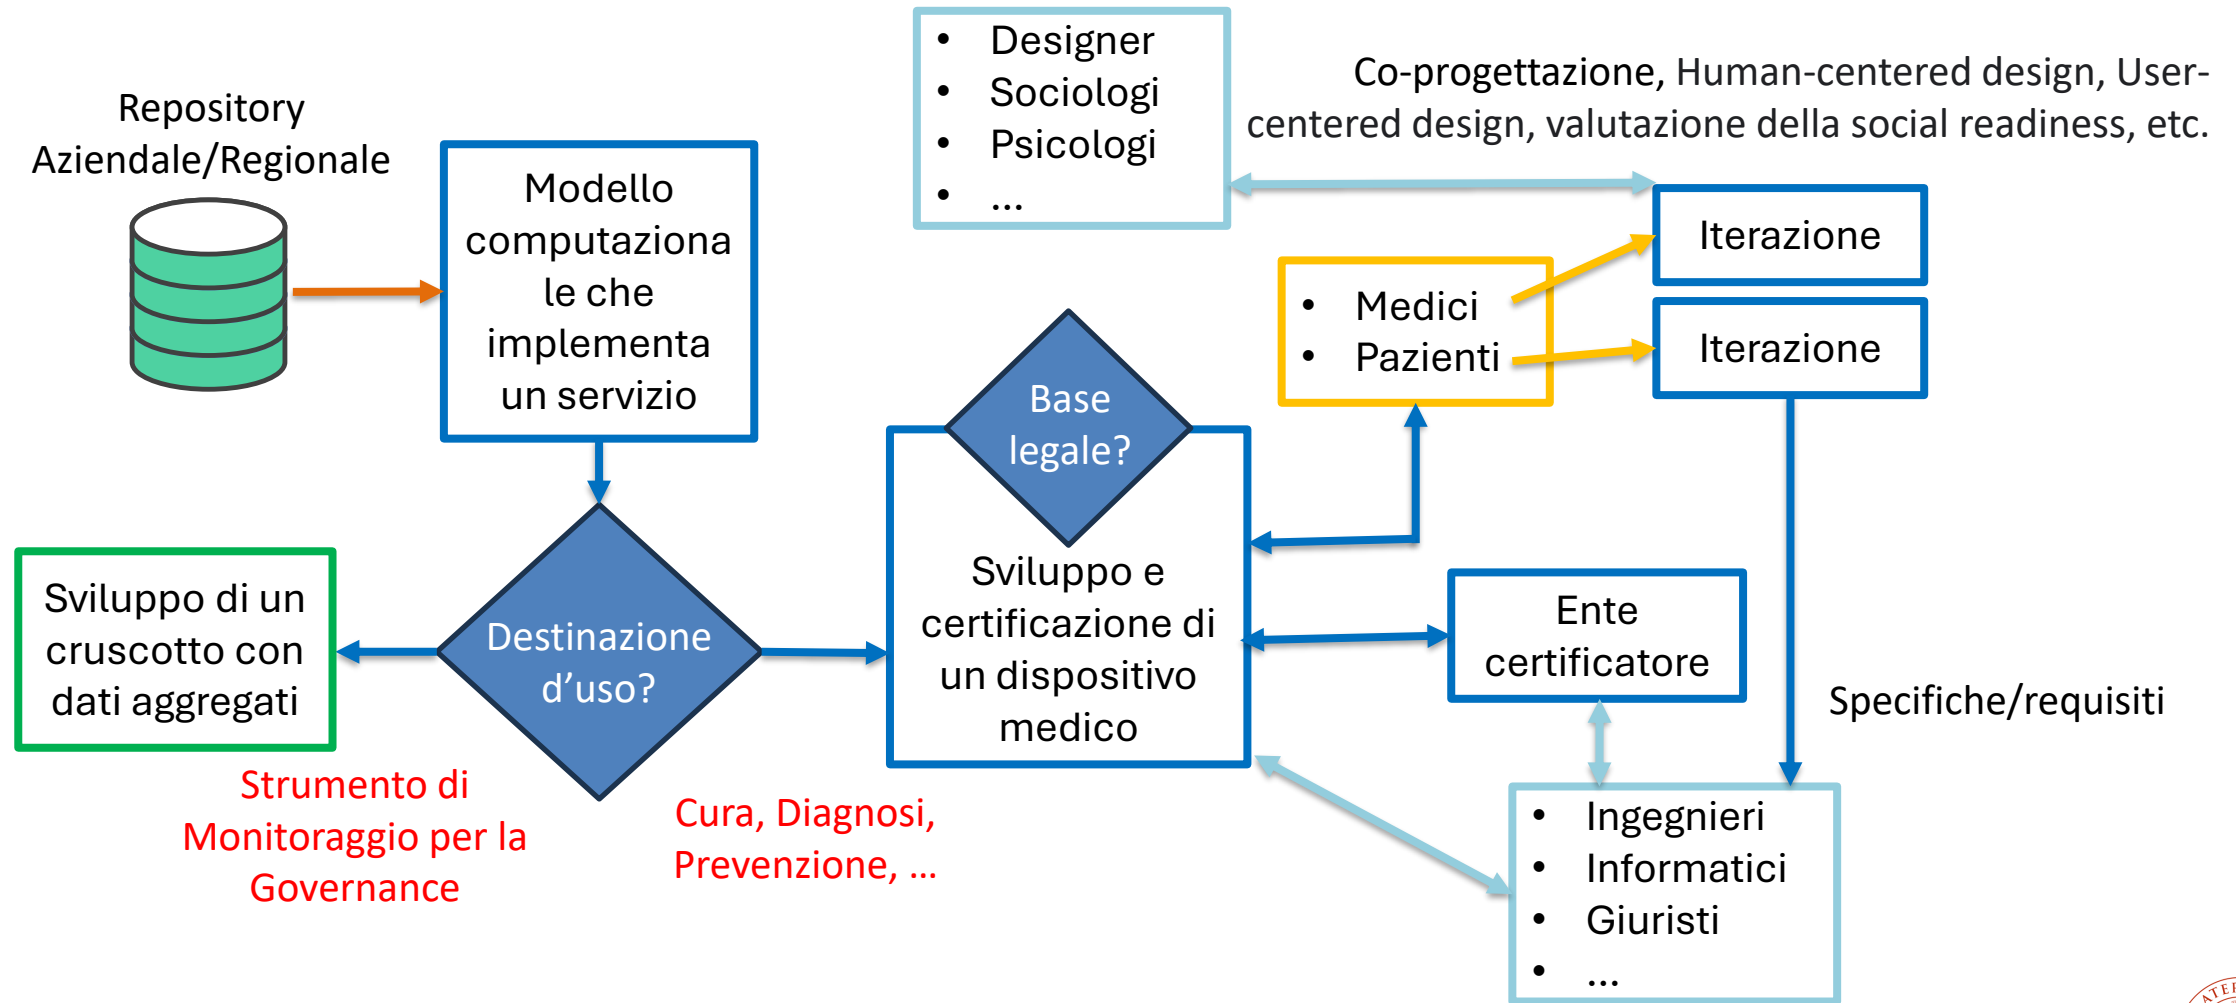 Repository
Aziendale/Regionale
Modello
computaziona
le che
implementa
un servizio
• Designer
• Sociologi
• Psicologi
• ...
Co-progettazione, Human-centered design, User-
centered design, valutazione della social readiness, etc.
Iterazione
Iterazione
• Medici
• Pazienti
Base
legale?
Sviluppo e
certificazione di
un dispositivo
medico
Ente
certificatore
Specifiche/requisiti
Sviluppo di un
cruscotto con
dati aggregati
Destinazione
d’uso?
Strumento di
Monitoraggio per la
Governance
Cura, Diagnosi,
Prevenzione, ...
• Ingegnieri
• Informatici
• Giuristi
• ...